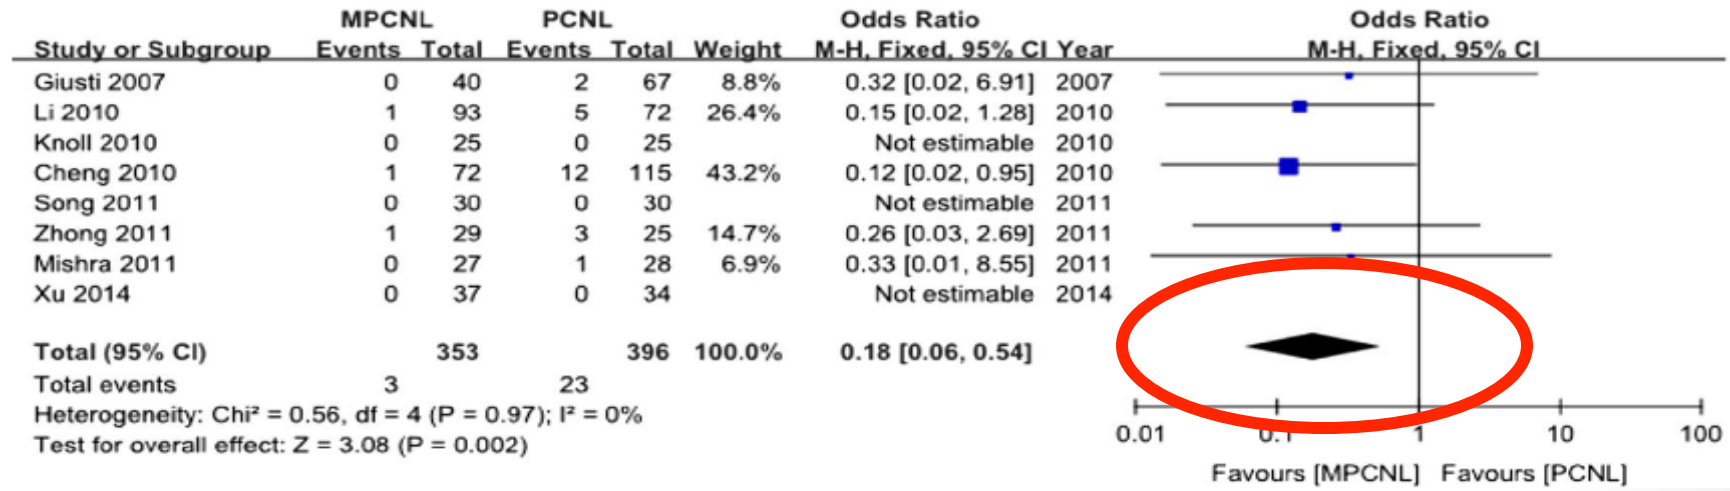 MPCNL PCNL Odds Ratio Odds Ratio
Study or Subgroup Events Total Events Total Weight M-H, Fixed, 95% CI Year M-H, Fixed, 95% CI
Giusti 2007 0 40 2 67 8.8% 0.32 [0.02, 6.91] 2007
Li 2010 1 93 5 72 26.4% 0.15 [0.02, 1.28] 2010
Knoll 2010 0 25 0 25 Not estimable 2010
Cheng 2010 1 72 12 115 43.2% 0.12 [0.02, 0.95] 2010
Song 2011 0 30 0 30 Not estimable 2011
Zhong 2011 1 29 3 25 14.7% 0.26 [0.03, 2.69] 2011
Mishra 2011 0 27 1 28 6.9% 0.33 [0.01, 8.55] 2011
Xu 2014 0 37 0 34 Not estimable 2014
Total (95% CI) 353 396 100.0% 0.18 [0.06, 0.54]
Total events 3 23
Heterogeneity: Chi² = 0.56, df = 4 (P = 0.97); I² = 0%
Test for overall effect: Z = 3.08 (P = 0.002)
0.01 0.1 1 10 100
Favours [MPCNL] Favours [PCNL]